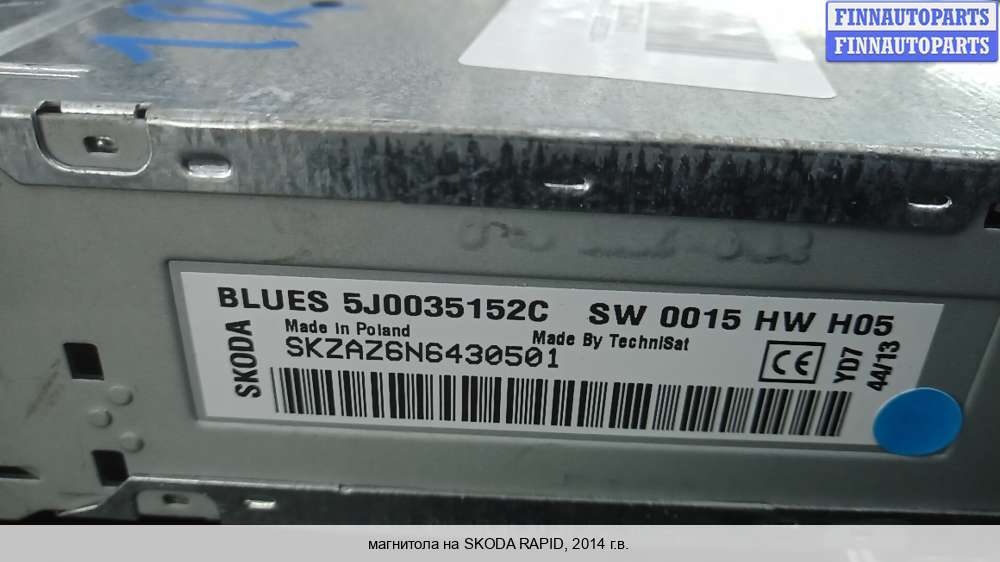 FINNAUTOPARTS
FINNAUTOPARTS
1R.
BLUES 5J0035152C SW 0015 HW H05
Made in Poland
Made By TechniSat
SKZAZ6N6430501
SKODA
CE
YD7
44/13
магнитола на SKODA RAPID, 2014 г.в.